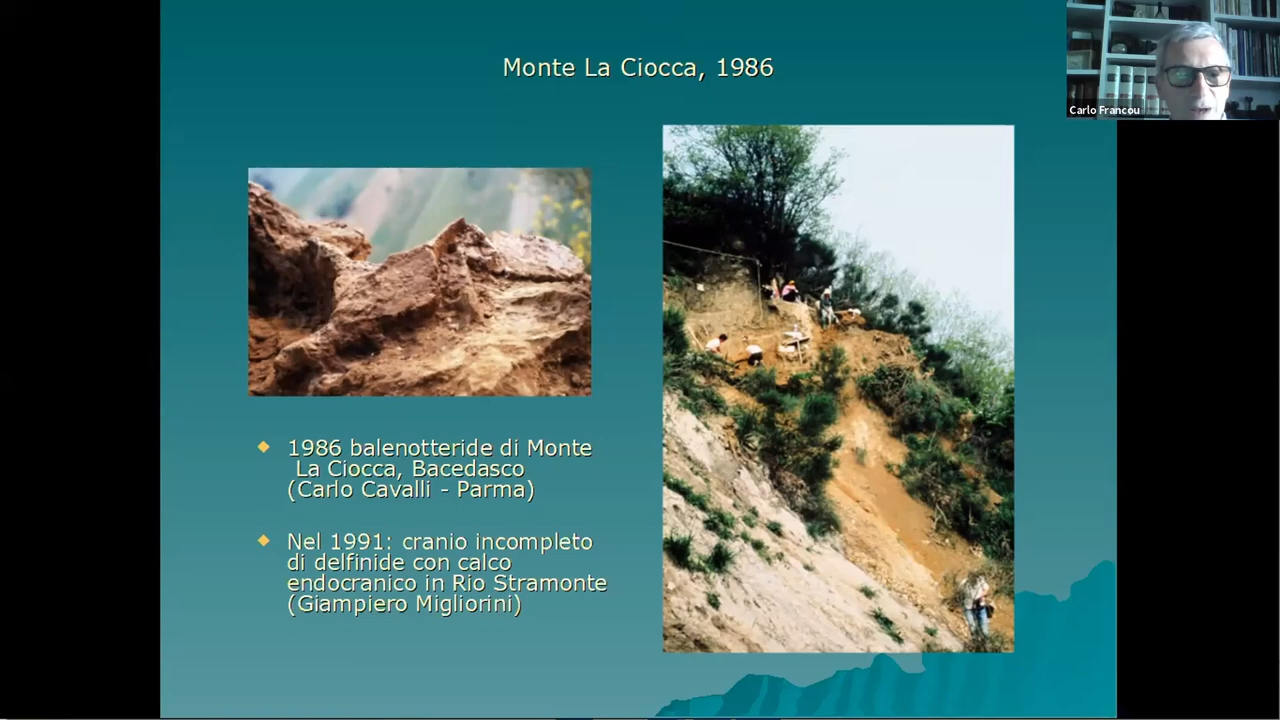 Monte La Ciocca, 1986
Carlo Francou
1986 balenotteride di Monte
La Ciocca, Bacedasco
(Carlo Cavalli - Parma)
Nel 1991: cranio incompleto
di delfinide con calco
endocranico in Rio Stramonte
(Giampiero Migliorini)